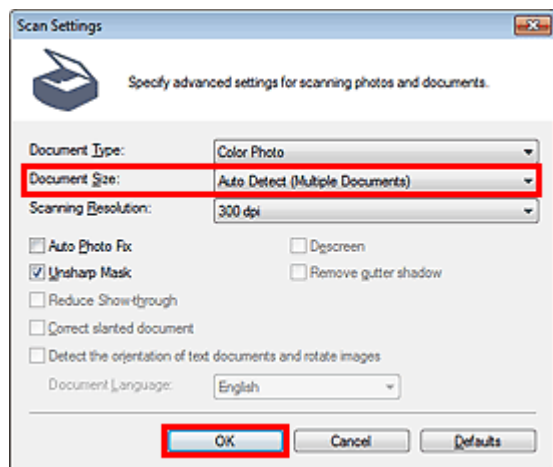 Scan Settings
Specify advanced settings for scanning photos and documents.
Document Type: Color Photo
Document Size: Auto Detect (Multiple Documents)
Scanning Resolution: 300 dpi
Auto Photo Fix Descreen
Unsharp Mask Remove gutter shadow
Reduce Show-through
Correct slanted document
Detect the orientation of text documents and rotate images
Document Language: English
OK Cancel Defaults